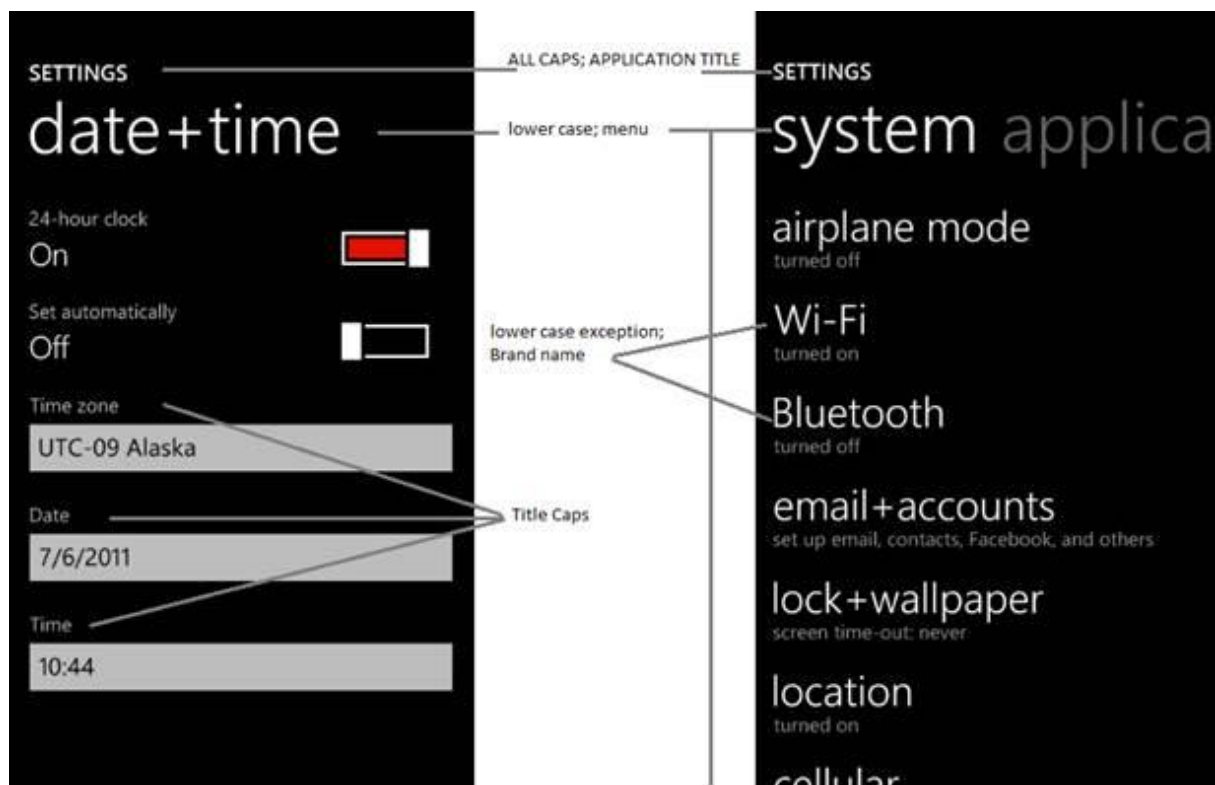 SETTINGS
date+time
24-hour clock
On
Set automatically
Off
Time zone
UTC-09 Alaska
Date
7/6/2011
Time
10:44
ALL CAPS; APPLICATION TITLE
lower case; menu
lower case exception;
Brand name
Title Caps
SETTINGS
system applica
airplane mode
turned off
Wi-Fi
turned on
Bluetooth
turned off
email+accounts
set up email, contacts, Facebook, and others
lock+wallpaper
screen time-out: never
location
turned on
cellular